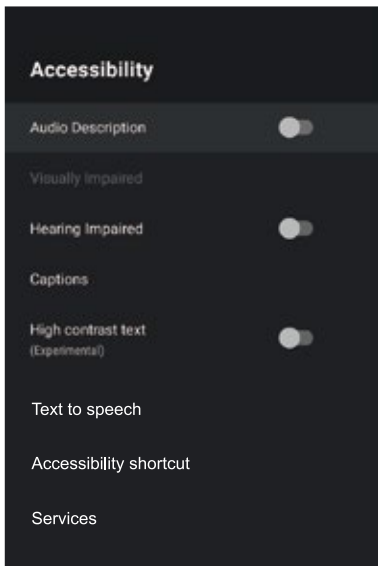 Accessibility
Audio Description
Visually Impaired
Hearing Impaired
Captions
High contrast text
(Experimental)
Text to speech
Accessibility shortcut
Services